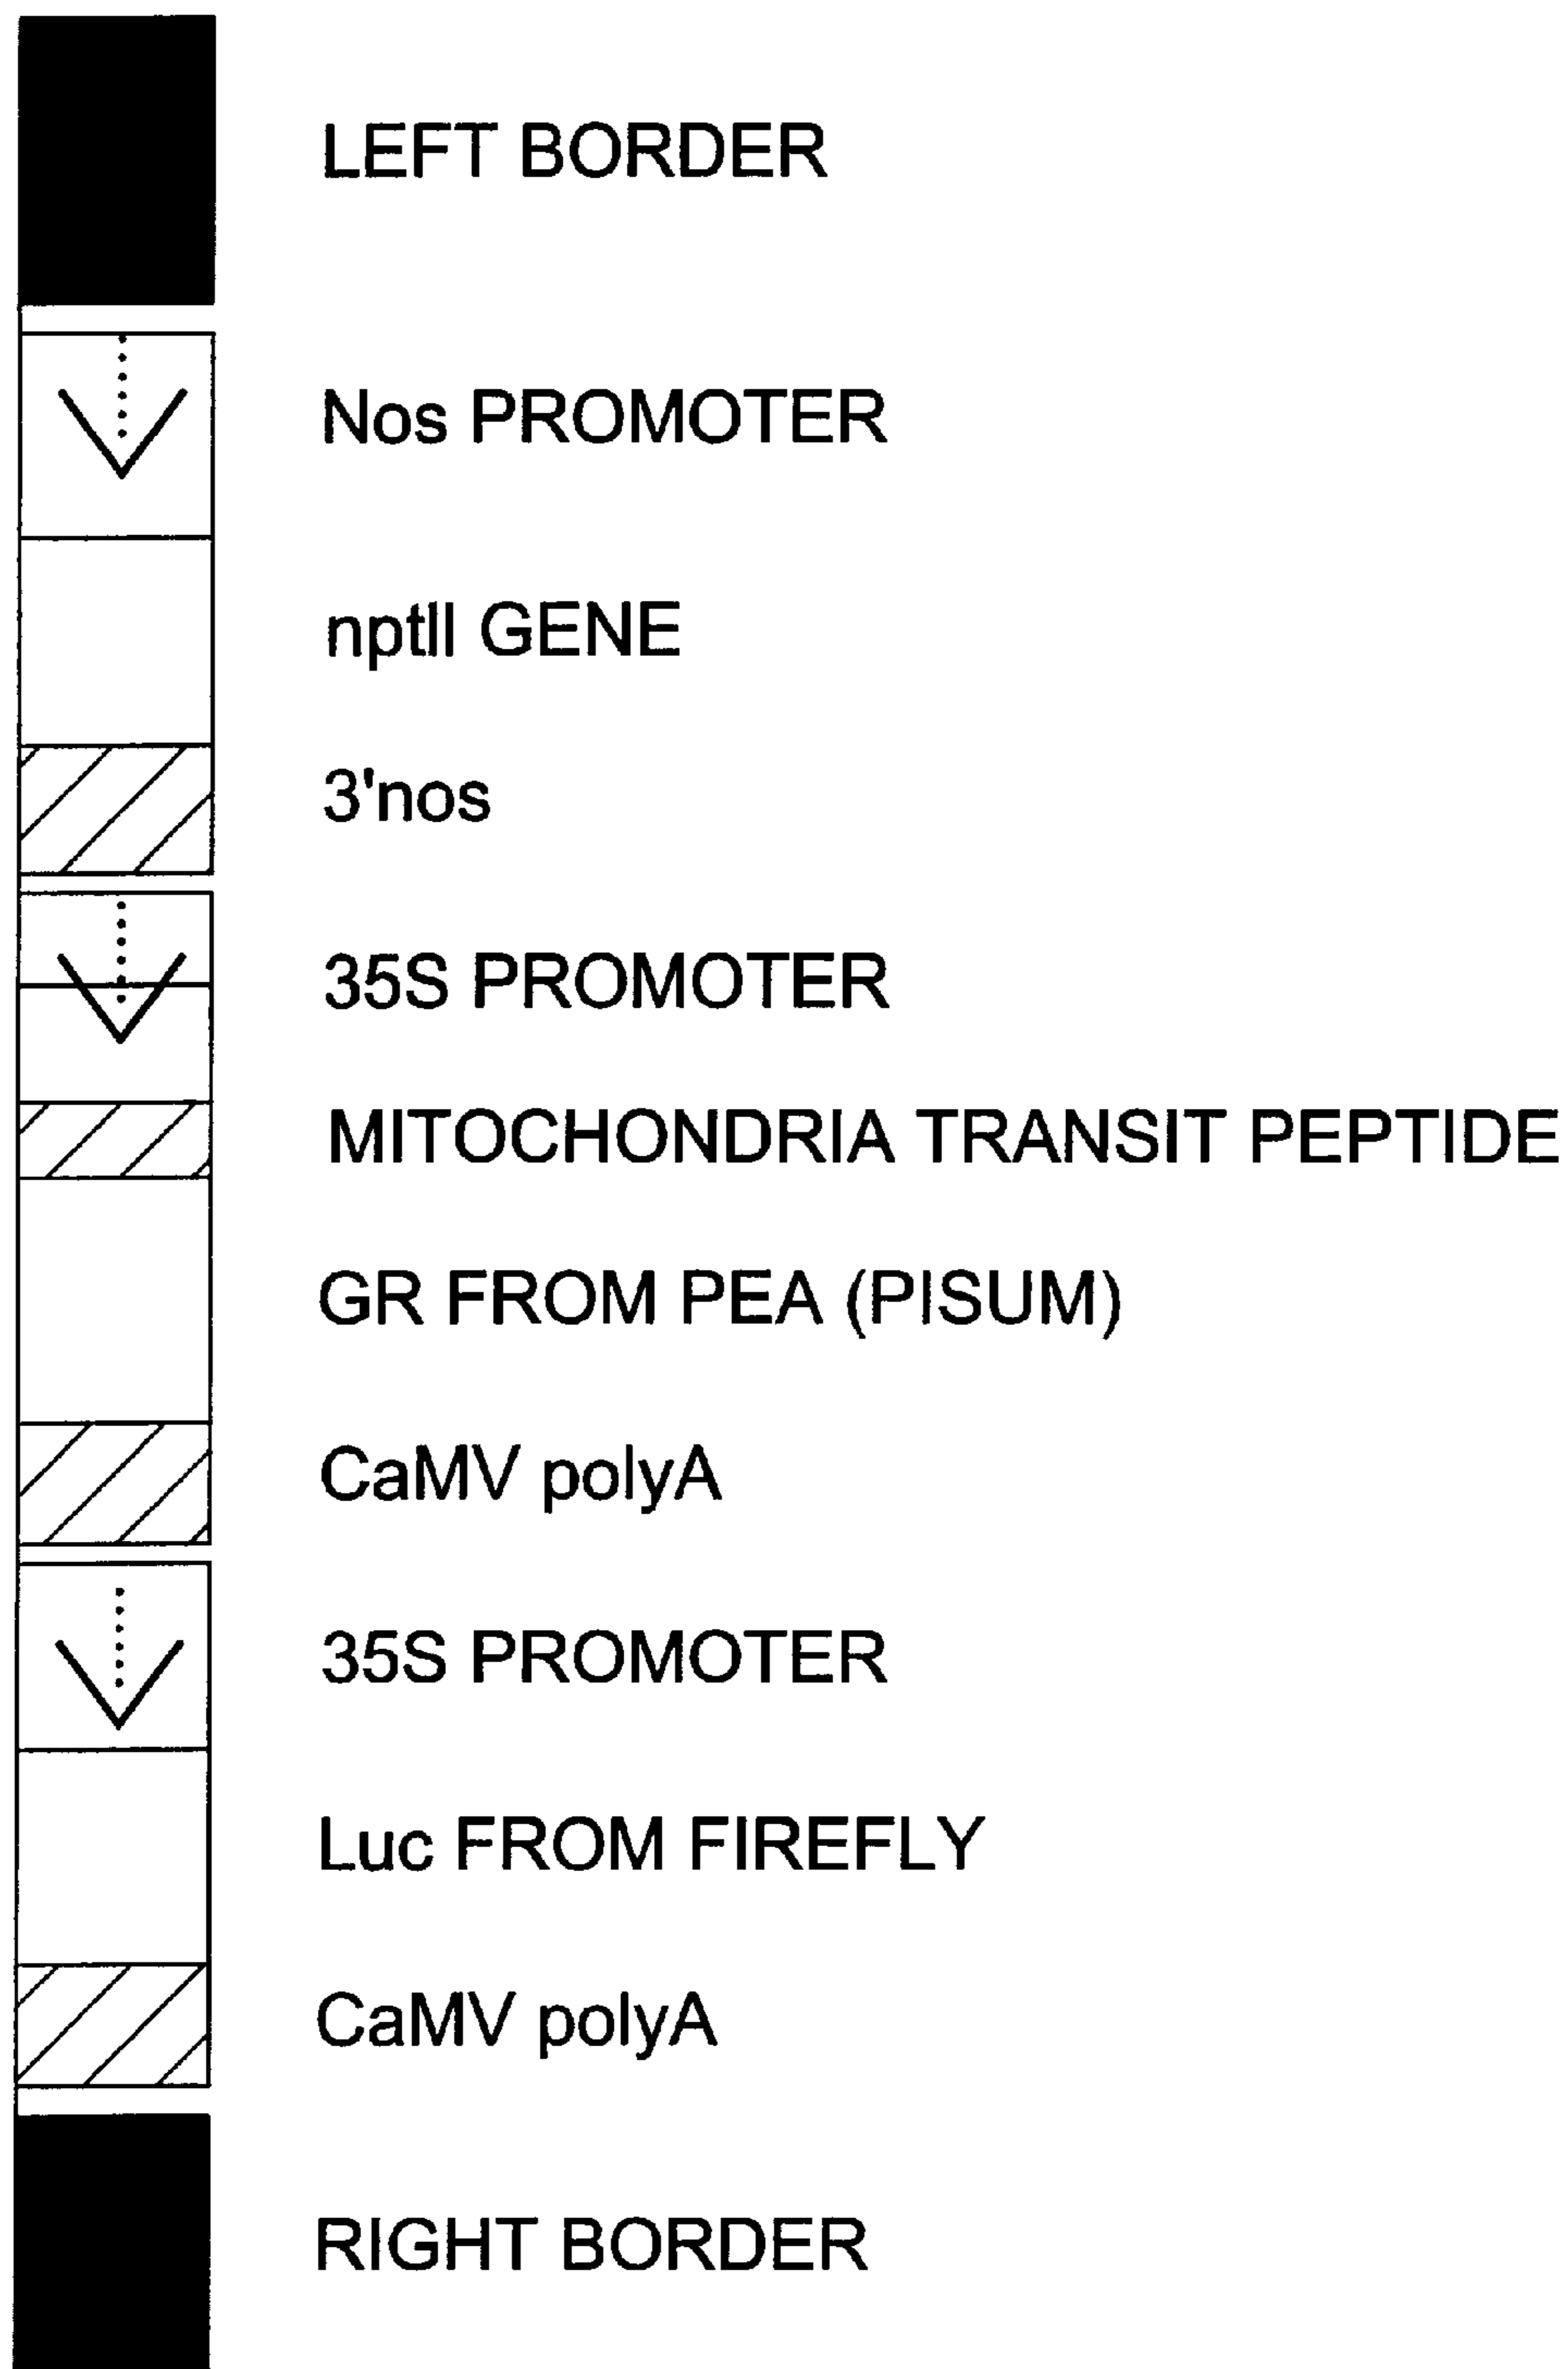 LEFT BORDER
Nos PROMOTER
nptII GENE
3'nos
35S PROMOTER
MITOCHONDRIA TRANSIT PEPTIDE
GR FROM PEA (PISUM)
CaMV polyA
35S PROMOTER
Luc FROM FIREFLY
CaMV polyA
RIGHT BORDER